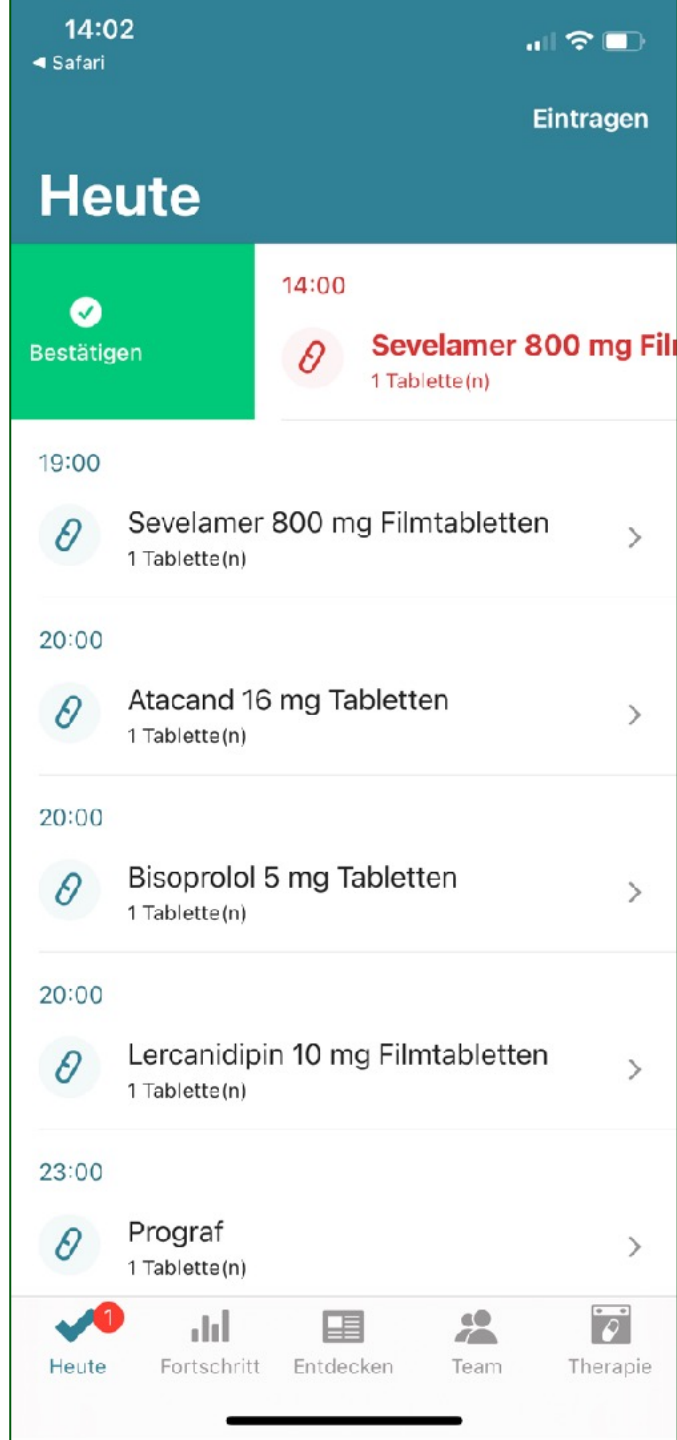 14:02
◀ Safari
Eintragen
Heute
14:00
Bestätigen
Sevelamer 800 mg Fil
1 Tablette(n)
19:00
Sevelamer 800 mg Filmtabletten
1 Tablette(n)
20:00
Atacand 16 mg Tabletten
1 Tablette(n)
20:00
Bisoprolol 5 mg Tabletten
1 Tablette(n)
20:00
Lercanidipin 10 mg Filmtabletten
1 Tablette(n)
23:00
Prograf
1 Tablette(n)
1
Heute Fortschritt Entdecken Team Therapie